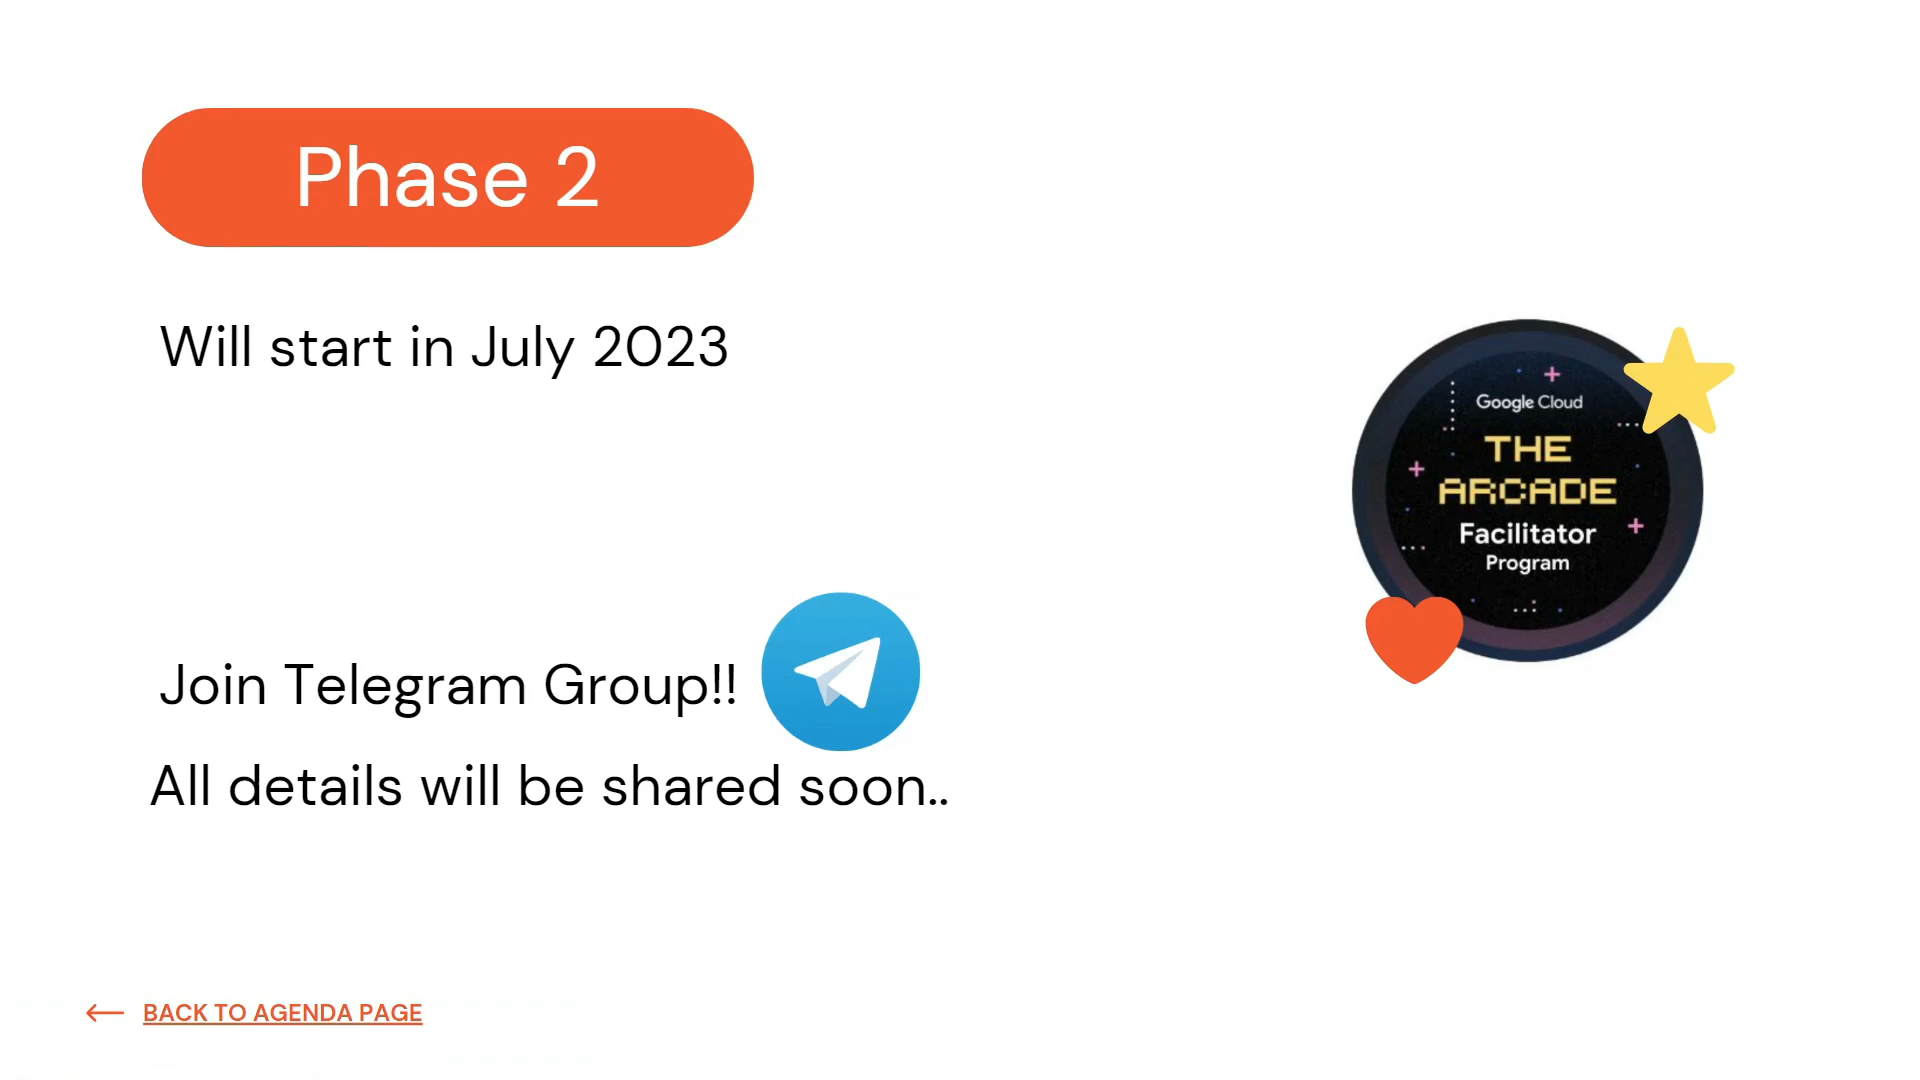 Phase 2
Will start in July 2023
Google Cloud
THE
ARCADE
Facilitator
Program
Join Telegram Group!!
All details will be shared soon..
BACK TO AGENDA PAGE